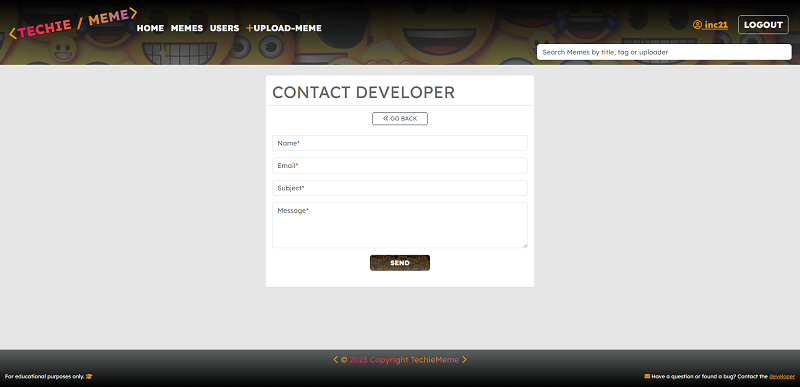 <TECHIE / MEME>
HOME MEMES USERS +UPLOAD-MEME
inc21
LOGOUT
Search Memes by title, tag or uploader
CONTACT DEVELOPER
« GO BACK
Name*
Email*
Subject*
Message*
SEND
< © 2023 Copyright TechieMeme >
For educational purposes only.
Have a question or found a bug? Contact the developer